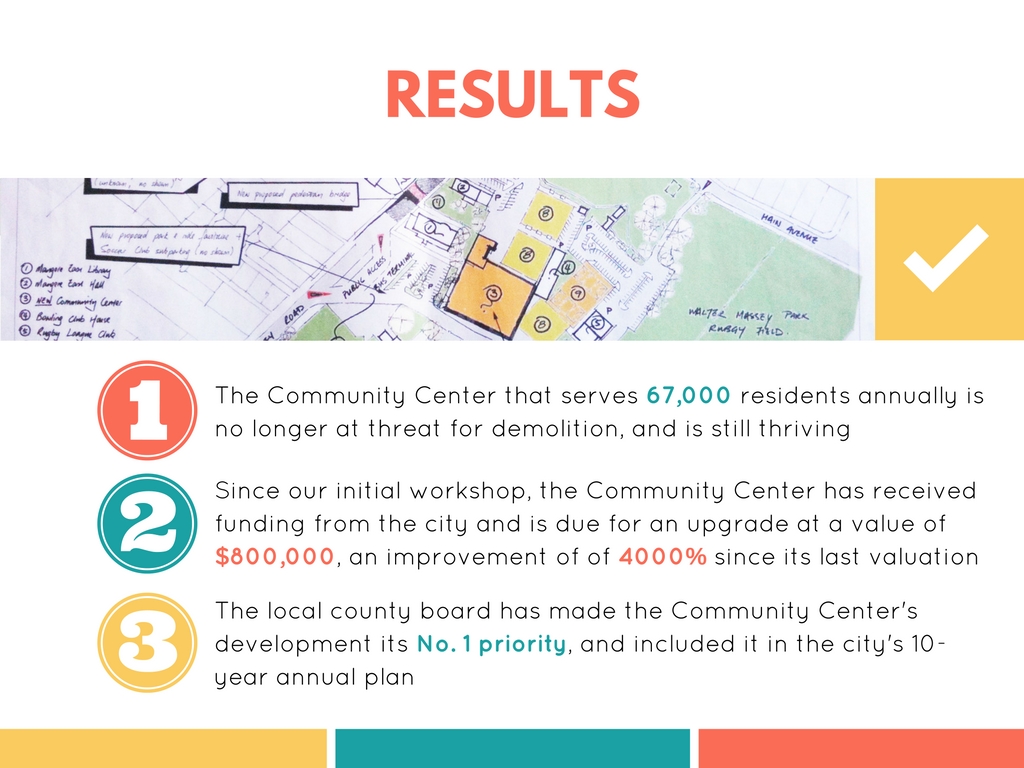 RESULTS
(unknown, no shown)
New proposed pedestrian bridge
New proposed park & ride facilities +
Soccer Club subparking (no shown)
① Mangere East Library
② Mangere East Hall
③ NEW Community Center
④ Bowling Club House
⑤ Rugby League Club
PUBLIC ACCESS
BUS TERMINAL
ROAD
MAIN AVENUE
WALTER MASSEY PARK
RUGBY FIELD.
1
The Community Center that serves 67,000 residents annually is
no longer at threat for demolition, and is still thriving
2
Since our initial workshop, the Community Center has received
funding from the city and is due for an upgrade at a value of
$800,000, an improvement of of 4000% since its last valuation
3
The local county board has made the Community Center's
development its No. 1 priority, and included it in the city's 10-
year annual plan